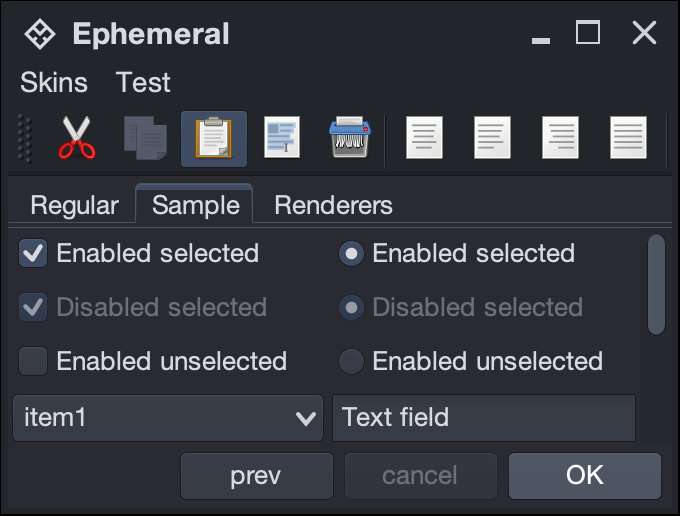 Ephemeral
Skins Test
Regular Sample Renderers
Enabled selected Enabled selected
Disabled selected Disabled selected
Enabled unselected Enabled unselected
item1 Text field
prev cancel OK